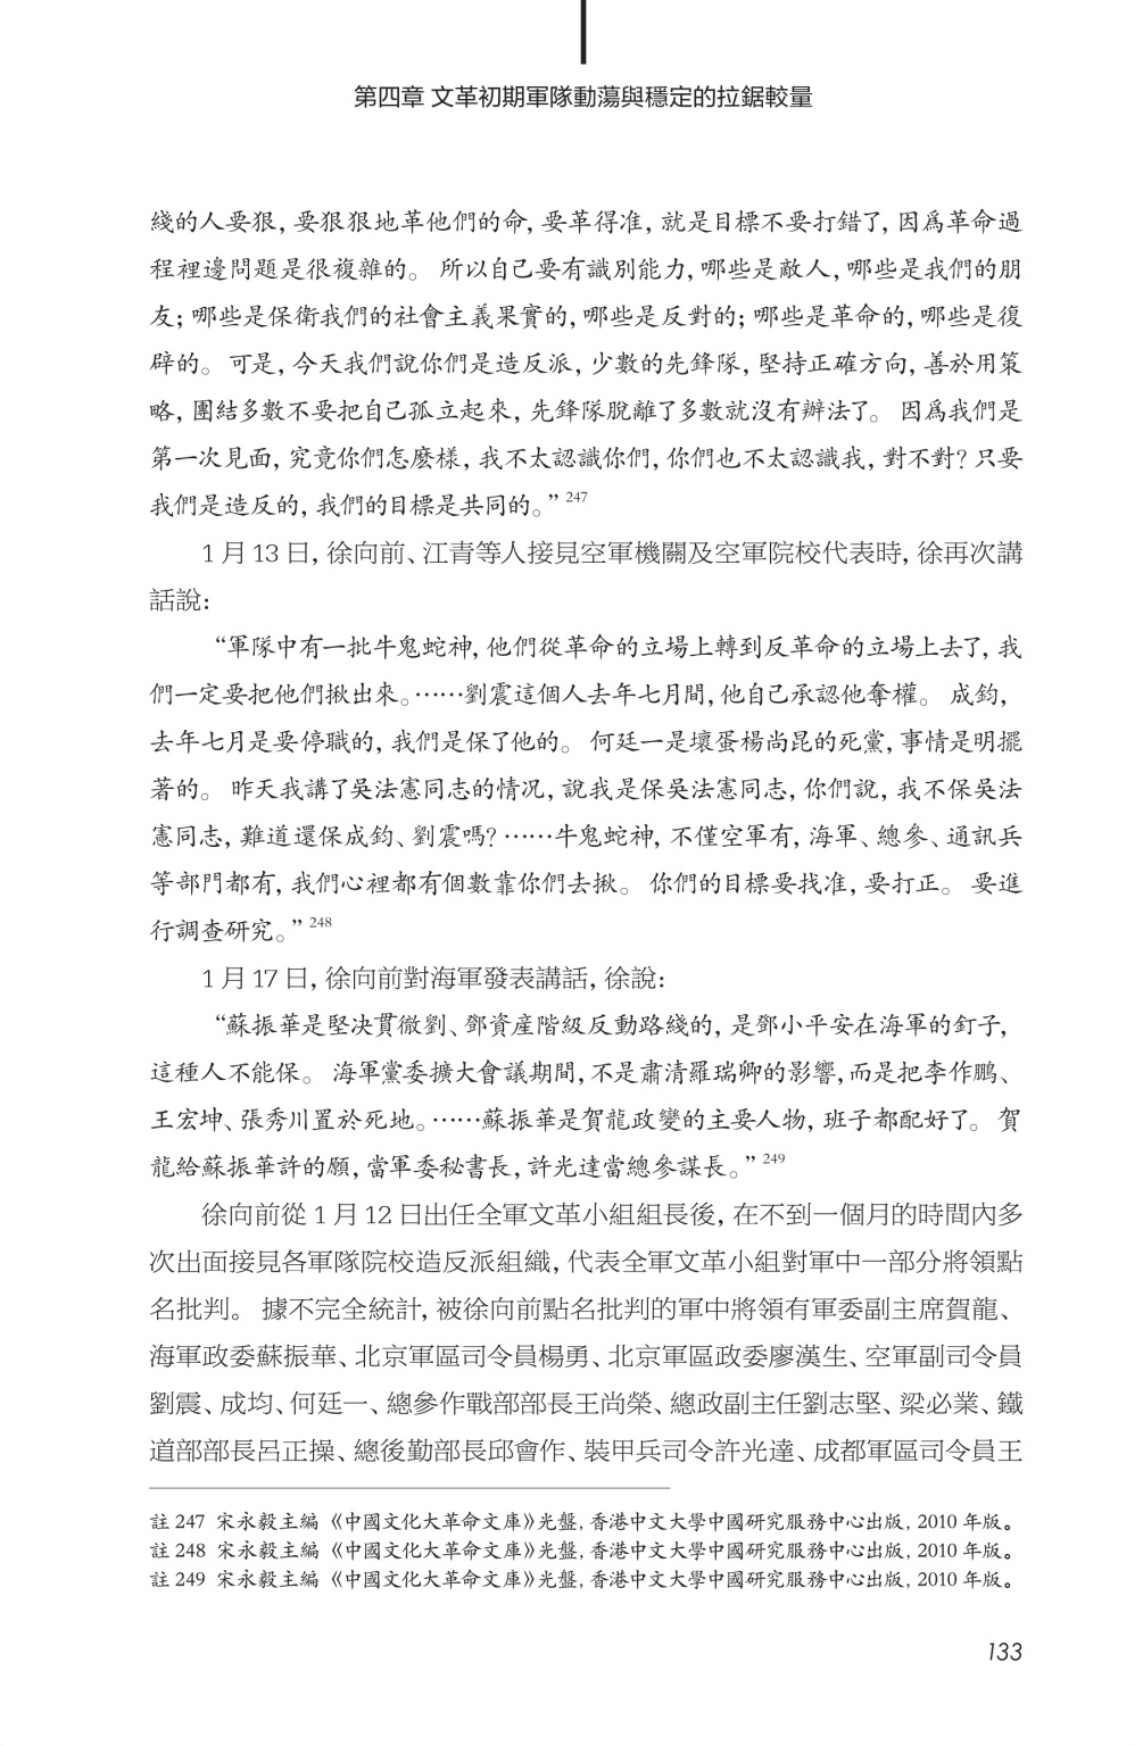 第四章 文革初期軍隊動蕩與穩定的拉鋸較量
綫的人要狠，要狠狠地革他們的命，要革得准，就是目標不要打錯了，因爲革命過
程裡邊問題是很複雜的。 所以自己要有識別能力，哪些是敵人，哪些是我們的朋
友；哪些是保衛我們的社會主義果實的，哪些是反對的；哪些是革命的，哪些是復
辟的。 可是，今天我們說你們是造反派，少數的先鋒隊，堅持正確方向，善於用策
略，團結多數不要把自己孤立起來，先鋒隊脫離了多數就沒有辦法了。 因爲我們是
第一次見面，究竟你們怎麼樣，我不太認識你們，你們也不太認識我，對不對？只要
我們是造反的，我們的目標是共同的。” 247
1 月 13 日，徐向前、江青等人接見空軍機關及空軍院校代表時，徐再次講
話說：
“軍隊中有一批牛鬼蛇神，他們從革命的立場上轉到反革命的立場上去了，我
們一定要把他們揪出來。……劉震這個人去年七月間，他自己承認他奪權。 成鈞，
去年七月是要停職的，我們是保了他的。 何廷一是壞蛋楊尚昆的死黨，事情是明擺
著的。 昨天我講了吳法憲同志的情况，說我是保吳法憲同志，你們說，我不保吳法
憲同志，難道還保成鈞、劉震嗎？……牛鬼蛇神，不僅空軍有，海軍、總參、通訊兵
等部門都有，我們心裡都有個數靠你們去揪。 你們的目標要找准，要打正。 要進
行調查研究。” 248
1 月 17 日，徐向前對海軍發表講話，徐說：
“蘇振華是堅决貫徹劉、鄧資産階級反動路綫的，是鄧小平安在海軍的釘子，
這種人不能保。 海軍黨委擴大會議期間，不是肅清羅瑞卿的影響，而是把李作鵬、
王宏坤、張秀川置於死地。……蘇振華是賀龍政變的主要人物，班子都配好了。 賀
龍給蘇振華許的願，當軍委秘書長，許光達當總參謀長。” 249
徐向前從 1 月 12 日出任全軍文革小組組長後，在不到一個月的時間內多
次出面接見各軍隊院校造反派組織，代表全軍文革小組對軍中一部分將領點
名批判。 據不完全統計，被徐向前點名批判的軍中將領有軍委副主席賀龍、
海軍政委蘇振華、北京軍區司令員楊勇、北京軍區政委廖漢生、空軍副司令員
劉震、成均、何廷一、總參作戰部部長王尚榮、總政副主任劉志堅、梁必業、鐵
道部部長呂正操、總後勤部長邱會作、裝甲兵司令許光達、成都軍區司令員王
註 247 宋永毅主編《中國文化大革命文庫》光盤，香港中文大學中國研究服務中心出版，2010 年版。
註 248 宋永毅主編《中國文化大革命文庫》光盤，香港中文大學中國研究服務中心出版，2010 年版。
註 249 宋永毅主編《中國文化大革命文庫》光盤，香港中文大學中國研究服務中心出版，2010 年版。
133